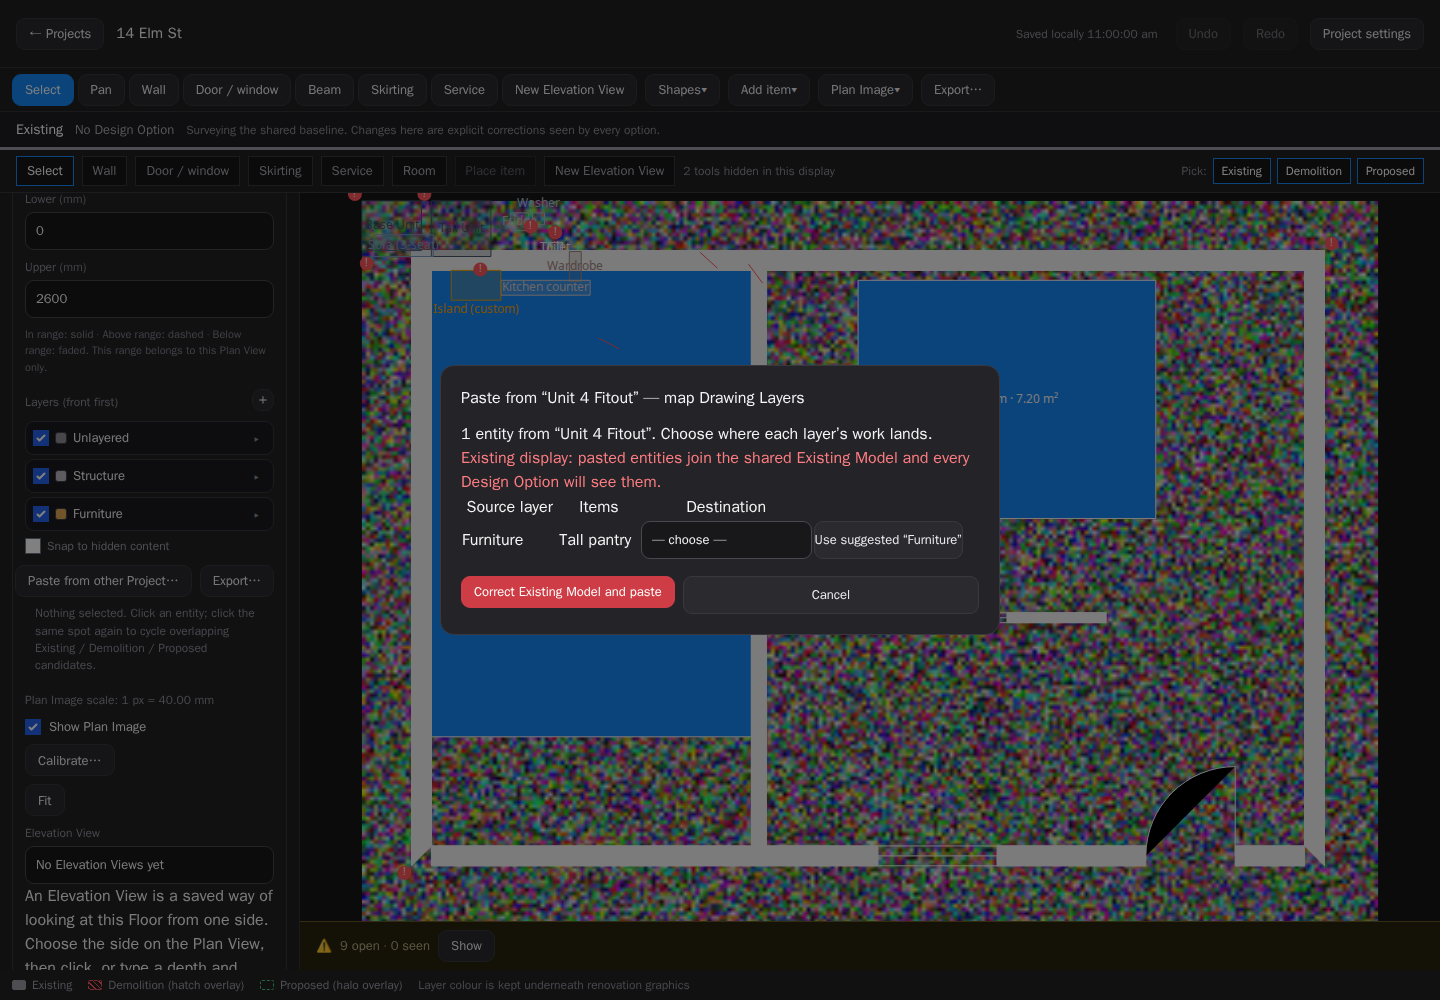 ← Projects
14 Elm St
Saved locally 11:00:00 am
Undo
Redo
Project settings
Select
Pan
Wall
Door / window
Beam
Skirting
Service
New Elevation View
Shapes▾
Add item▾
Plan Image▾
Export…
Existing
No Design Option
Surveying the shared baseline. Changes here are explicit corrections seen by every option.
Select
Wall
Door / window
Skirting
Service
Room
Place item
New Elevation View
2 tools hidden in this display
Pick:
Existing
Demolition
Proposed
Lower (mm)
0
Upper (mm)
2600
In range: solid · Above range: dashed · Below
range: faded. This range belongs to this Plan View
only.
Layers (front first)
+
Unlayered
Structure
Furniture
Snap to hidden content
Paste from other Project…
Export…
Nothing selected. Click an entity; click the
same spot again to cycle overlapping
Existing / Demolition / Proposed
candidates.
Plan Image scale: 1 px = 40.00 mm
Show Plan Image
Calibrate…
Fit
Elevation View
No Elevation Views yet
An Elevation View is a saved way of
looking at this Floor from one side.
Choose the side on the Plan View,
then click, or type a depth and
Washer
Toilet
Wardrobe
Kitchen counter
Island (custom)
m · 7.20 m²
Paste from “Unit 4 Fitout” — map Drawing Layers
1 entity from “Unit 4 Fitout”. Choose where each layer’s work lands.
Existing display: pasted entities join the shared Existing Model and every
Design Option will see them.
Source layer
Items
Destination
Furniture
Tall pantry
— choose —
Use suggested “Furniture”
Correct Existing Model and paste
Cancel
9 open · 0 seen
Show
Existing
Demolition (hatch overlay)
Proposed (halo overlay)
Layer colour is kept underneath renovation graphics